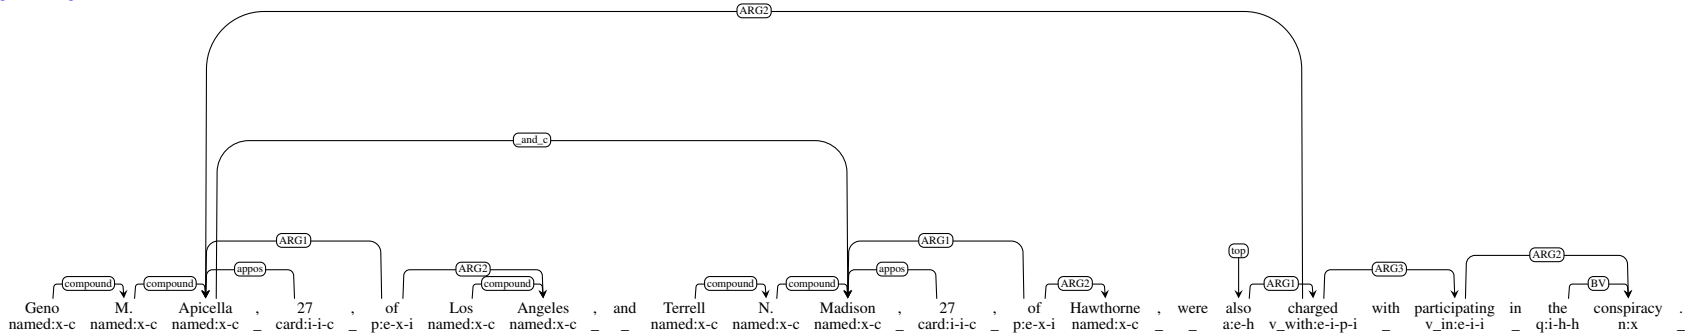 ARG2
_and_c
ARG1 ARG1
top
appos ARG2 appos ARG3 ARG2
compound compound compound compound compound ARG2 ARG1 BV
Geno M. Apicella , 27 , of Los Angeles , and Terrell N. Madison , 27 , of Hawthorne , were also charged with participating in the conspiracy .
named:x-c named:x-c named:x-c _ card:i-i-c _ p:e-x-i named:x-c named:x-c _ _ named:x-c named:x-c named:x-c _ card:i-i-c _ p:e-x-i named:x-c _ _ a:e-h v_with:e-i-p-i _ v_in:e-i-i _ q:i-h-h n:x _